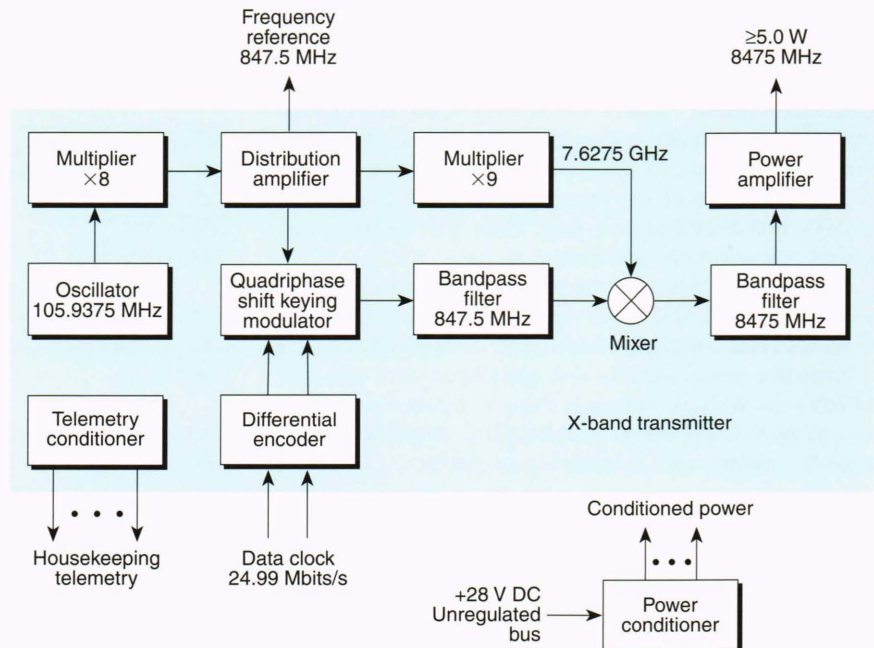 Frequency
reference
847.5 MHz
≥5.0 W
8475 MHz
Multiplier
×8
Distribution
amplifier
Multiplier
×9
7.6275 GHz
Power
amplifier
Oscillator
105.9375 MHz
Quadriphase
shift keying
modulator
Bandpass
filter
847.5 MHz
Mixer
Bandpass
filter
8475 MHz
Telemetry
conditioner
Differential
encoder
X-band transmitter
Housekeeping
telemetry
Data clock
24.99 Mbits/s
Conditioned power
+28 V DC
Unregulated
bus
Power
conditioner